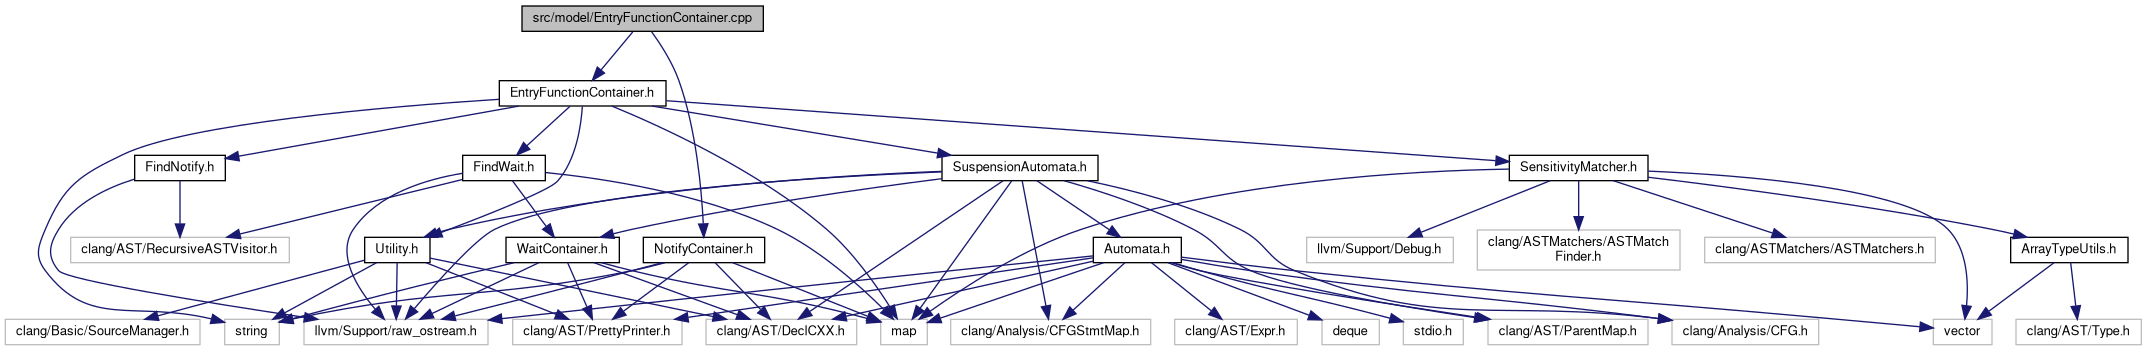 src/model/EntryFunctionContainer.cpp
EntryFunctionContainer.h
FindNotify.h
FindWait.h
SuspensionAutomata.h
SensitivityMatcher.h
clang/AST/RecursiveASTVisitor.h
Utility.h
WaitContainer.h
NotifyContainer.h
Automata.h
llvm/Support/Debug.h
clang/ASTMatchers/ASTMatch
Finder.h
clang/ASTMatchers/ASTMatchers.h
ArrayTypeUtils.h
clang/Basic/SourceManager.h
string
llvm/Support/raw_ostream.h
clang/AST/PrettyPrinter.h
clang/AST/DeclCXX.h
map
clang/Analysis/CFGStmtMap.h
clang/AST/Expr.h
deque
stdio.h
clang/AST/ParentMap.h
clang/Analysis/CFG.h
vector
clang/AST/Type.h